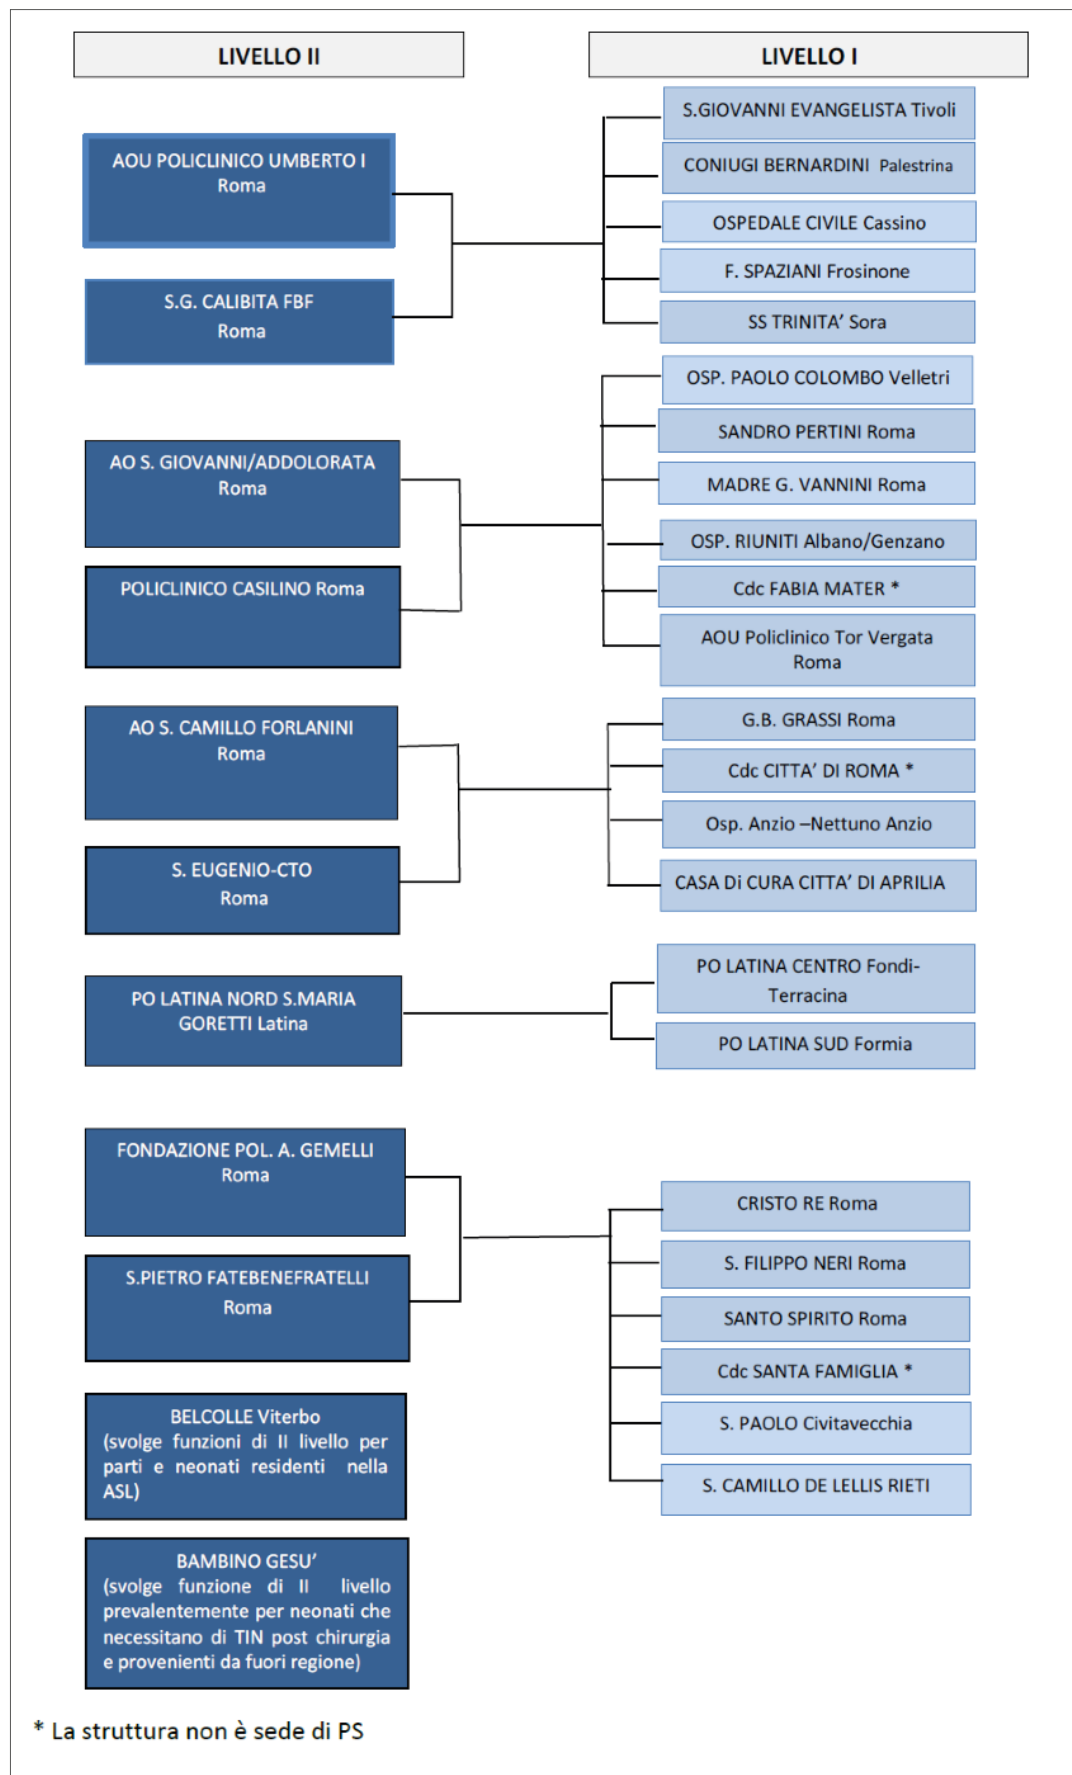 LIVELLO II
LIVELLO I
AOU POLICLINICO UMBERTO I
Roma
S.G. CALIBITA FBF
Roma
S.GIOVANNI EVANGELISTA Tivoli
CONIUGI BERNARDINI Palestrina
OSPEDALE CIVILE Cassino
F. SPAZIANI Frosinone
SS TRINITA’ Sora
AO S. GIOVANNI/ADDOLORATA
Roma
POLICLINICO CASILINO Roma
OSP. PAOLO COLOMBO Velletri
SANDRO PERTINI Roma
MADRE G. VANNINI Roma
OSP. RIUNITI Albano/Genzano
Cdc FABIA MATER *
AOU Policlinico Tor Vergata
Roma
AO S. CAMILLO FORLANINI
Roma
S. EUGENIO-CTO
Roma
G.B. GRASSI Roma
Cdc CITTA’ DI ROMA *
Osp. Anzio –Nettuno Anzio
CASA Di CURA CITTA’ DI APRILIA
PO LATINA NORD S.MARIA
GORETTI Latina
PO LATINA CENTRO Fondi-
Terracina
PO LATINA SUD Formia
FONDAZIONE POL. A. GEMELLI
Roma
S.PIETRO FATEBENEFRATELLI
Roma
CRISTO RE Roma
S. FILIPPO NERI Roma
SANTO SPIRITO Roma
Cdc SANTA FAMIGLIA *
S. PAOLO Civitavecchia
S. CAMILLO DE LELLIS RIETI
BELCOLLE Viterbo
(svolge funzioni di II livello per
parti e neonati residenti nella
ASL)
BAMBINO GESU’
(svolge funzione di II livello
prevalentemente per neonati che
necessitano di TIN post chirurgia
e provenienti da fuori regione)
* La struttura non è sede di PS